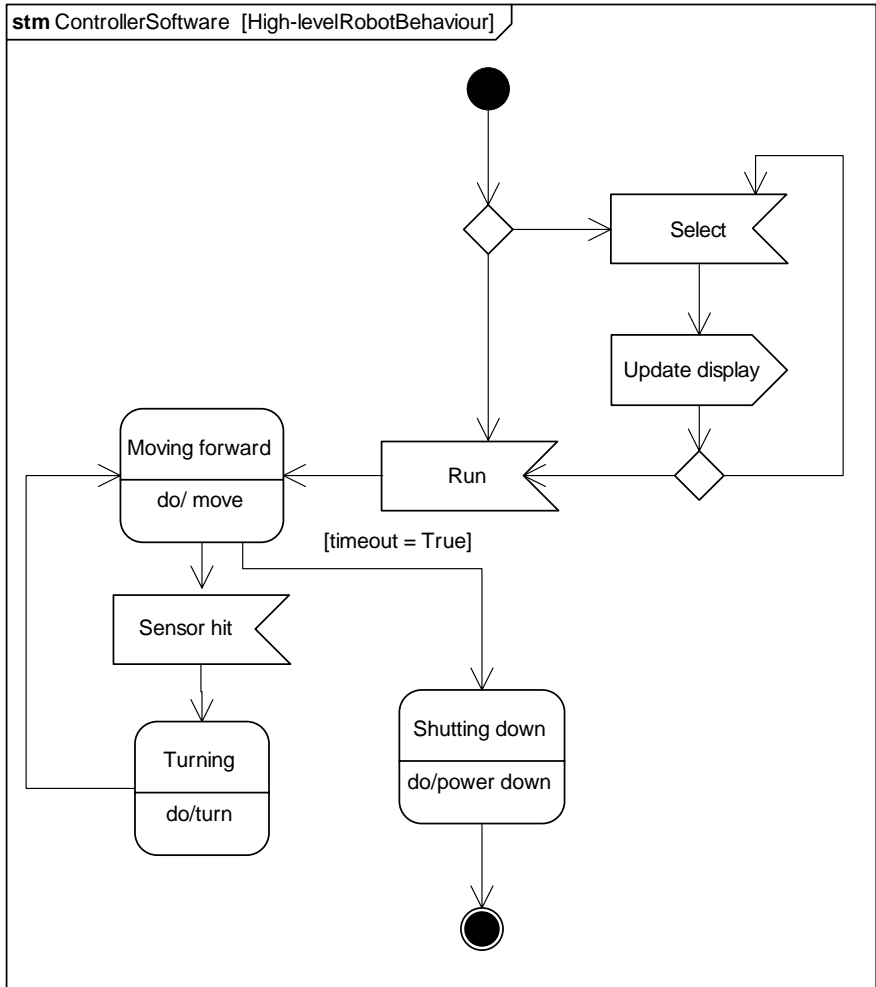 stm ControllerSoftware [High-levelRobotBehaviour]
Select
Update display
Moving forward
do/ move
Run
[timeout = True]
Sensor hit
Shutting down
do/power down
Turning
do/turn